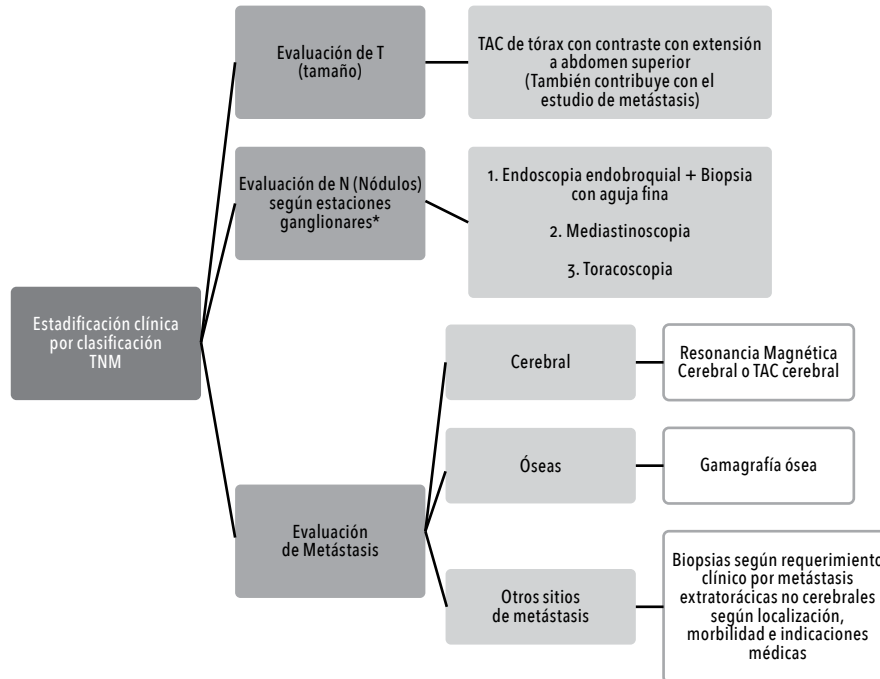 Evaluación de T
(tamaño)
TAC de tórax con contraste con extensión
a abdomen superior
(También contribuye con el
estudio de metástasis)
Evaluación de N (Nódulos)
según estaciones
ganglionares*
1. Endoscopia endobroquial + Biopsia
con aguja fina
2. Mediastinoscopia
3. Toracoscopia
Estadificación clínica
por clasificación
TNM
Cerebral
Resonancia Magnética
Cerebral o TAC cerebral
Óseas
Gamagrafía ósea
Evaluación
de Metástasis
Otros sitios
de metástasis
Biopsias según requerimiento
clínico por metástasis
extratorácicas no cerebrales
según localización,
morbilidad e indicaciones
médicas